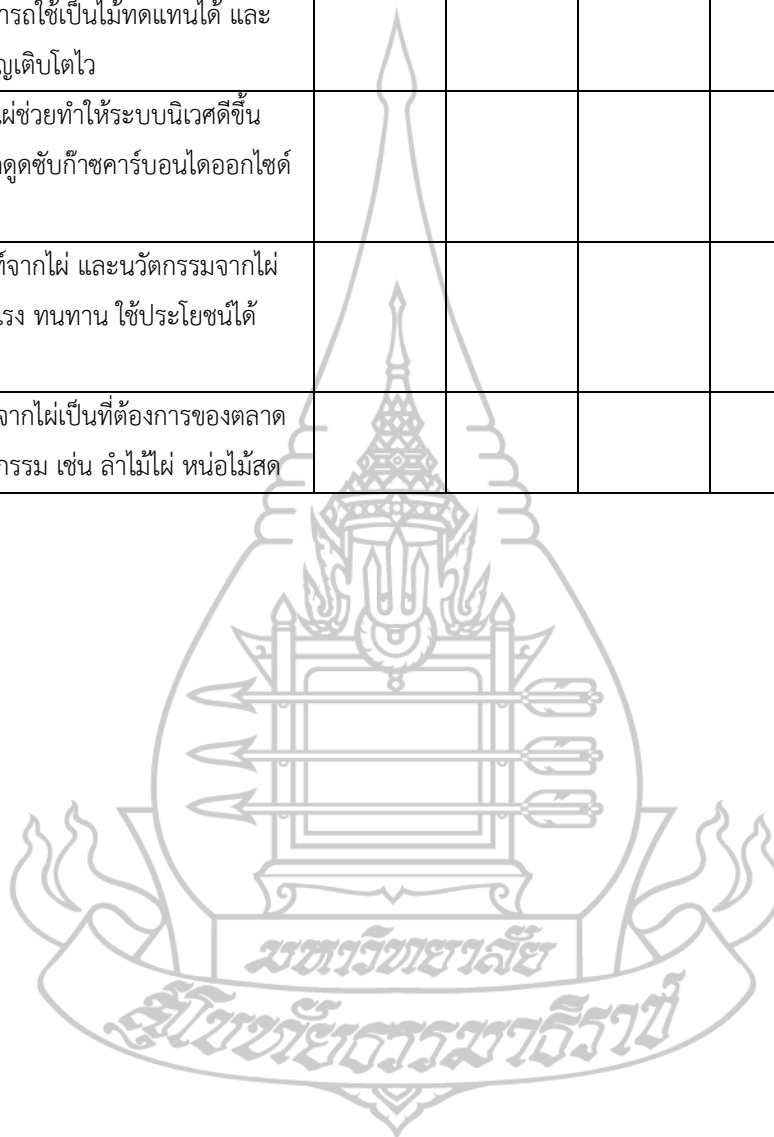 ารถใช้เป็นไม้ทดแทนได้ และ
ญเติบโตไว
ผ่ช่วยทำให้ระบบนิเวศดีขึ้น
ดูดซับก๊าซคาร์บอนไดออกไซด์
จากไผ่ และนวัตกรรมจากไผ่
แรง ทนทาน ใช้ประโยชน์ได้
จากไผ่เป็นที่ต้องการของตลาด
กรรม เช่น ลำไม้ไผ่ หน่อไม้สด
มหาวิทยาลัย
สุโขทัยธรรมาธิราช